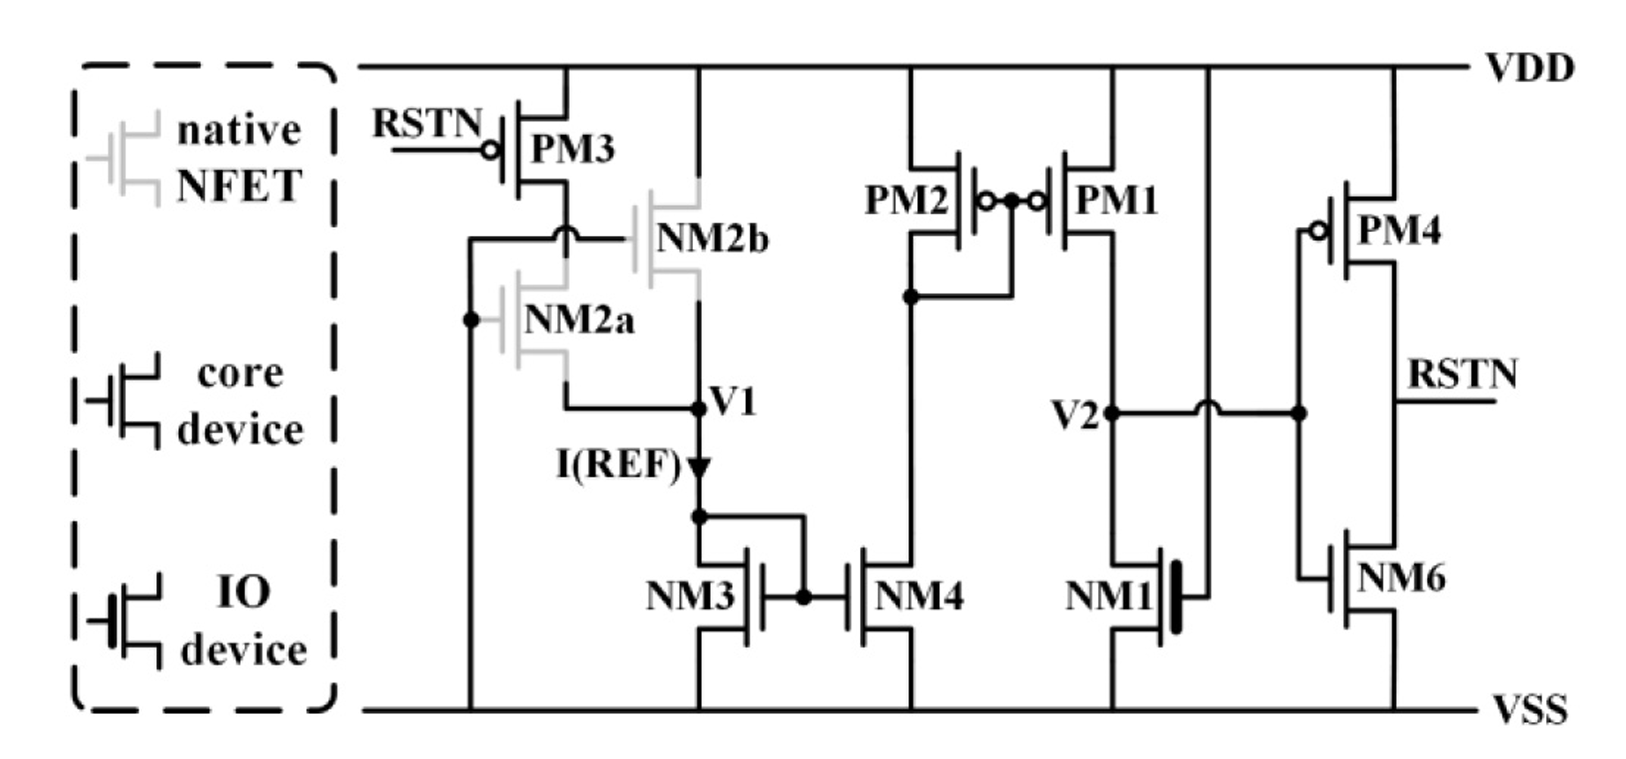 native
NFET
core
device
IO
device
VDD
RSTN
PM3
NM2b
NM2a
V1
I(REF)
NM3
NM4
PM2
PM1
V2
NM1
PM4
RSTN
NM6
VSS